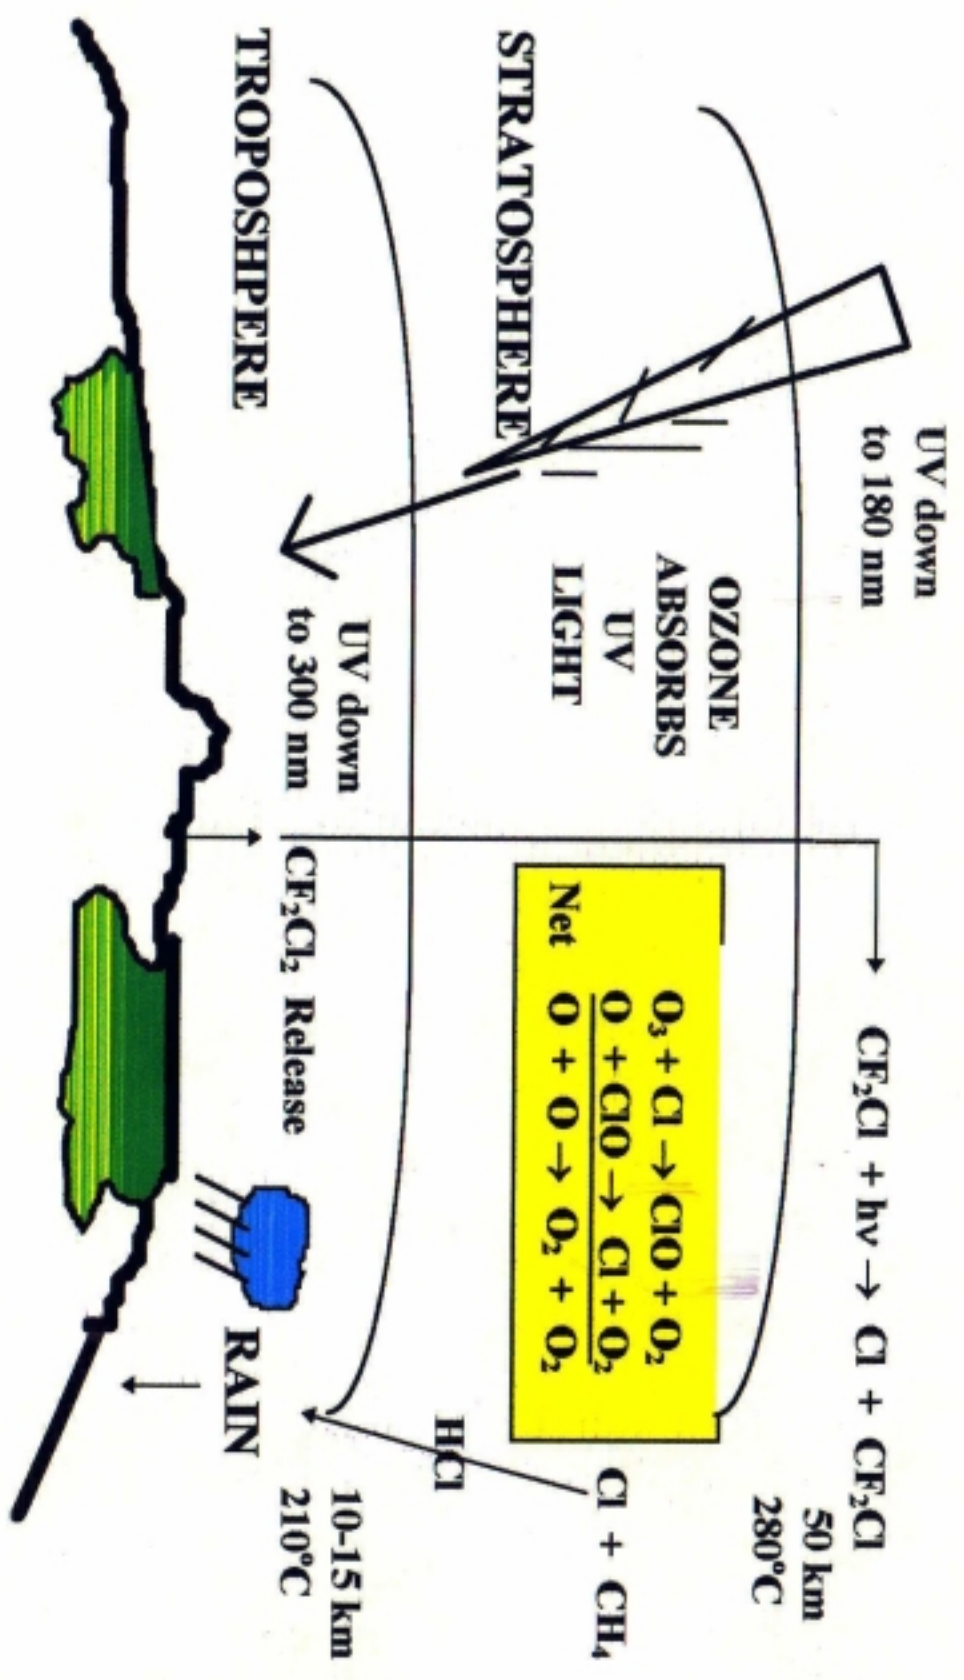 UV down
to 180 nm
CF₂Cl + hν → Cl + CF₂Cl
50 km
280°C
OZONE
ABSORBS
UV
LIGHT
STRATOSPHERE
O₃ + Cl → ClO + O₂
O + ClO → Cl + O₂
Net O + O → O₂ + O₂
Cl + CH₄
HCl
UV down
to 300 nm
CF₂Cl₂ Release
10-15 km
210°C
TROPOSHPERE
RAIN